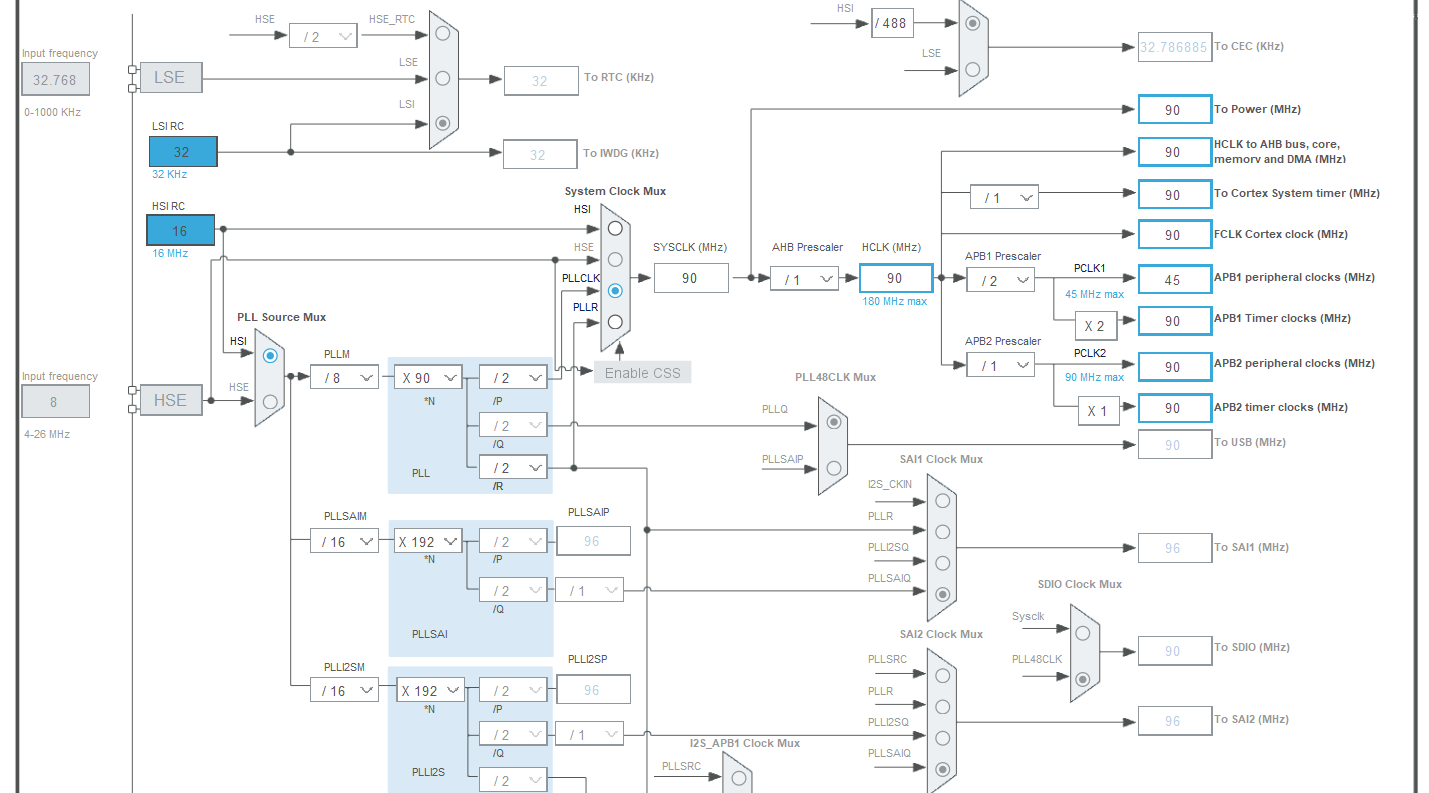 HSI
/ 488
HSE
HSE_RTC
/ 2
32.786885
To CEC (KHz)
Input frequency
LSE
LSE
32.768
LSE
32
To RTC (KHz)
0-1000 KHz
LSI
90
To Power (MHz)
LSI RC
32
32
To IWDG (KHz)
90
HCLK to AHB bus, core,
memory and DMA (MHz)
32 KHz
System Clock Mux
/ 1
90
To Cortex System timer (MHz)
HSI RC
HSI
16
90
FCLK Cortex clock (MHz)
16 MHz
HSE
SYSCLK (MHz)
AHB Prescaler
HCLK (MHz)
APB1 Prescaler
PLLCLK
90
/ 1
90
/ 2
PCLK1
45
APB1 peripheral clocks (MHz)
180 MHz max
45 MHz max
PLLR
PLL Source Mux
X 2
90
APB1 Timer clocks (MHz)
HSI
APB2 Prescaler
PLLM
PCLK2
Input frequency
/ 8
X 90
/ 2
Enable CSS
PLL48CLK Mux
/ 1
90
APB2 peripheral clocks (MHz)
90 MHz max
HSE
8
HSE
*N
/P
PLLQ
X 1
90
APB2 timer clocks (MHz)
4-26 MHz
/ 2
/Q
90
To USB (MHz)
PLLSAIP
SAI1 Clock Mux
PLL
/ 2
/R
I2S_CKIN
PLLSAIM
PLLSAIP
PLLR
/ 16
X 192
/ 2
96
PLLI2SQ
96
To SAI1 (MHz)
*N
/P
PLLSAIQ
SDIO Clock Mux
/ 2
/ 1
/Q
Sysclk
PLLSAI
SAI2 Clock Mux
PLLI2SM
PLLI2SP
PLLSRC
PLL48CLK
90
To SDIO (MHz)
/ 16
X 192
/ 2
96
PLLR
*N
/P
PLLI2SQ
96
To SAI2 (MHz)
/ 2
/ 1
I2S_APB1 Clock Mux
/Q
PLLSAIQ
PLLI2S
PLLSRC
/ 2